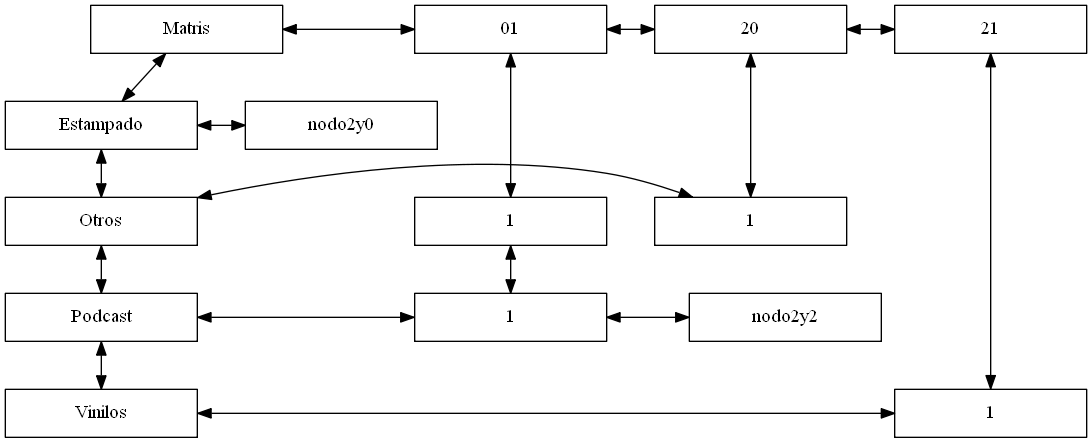 Matris
01
20
21
Estampado
nodo2y0
Otros
1
1
Podcast
1
nodo2y2
Vinilos
1